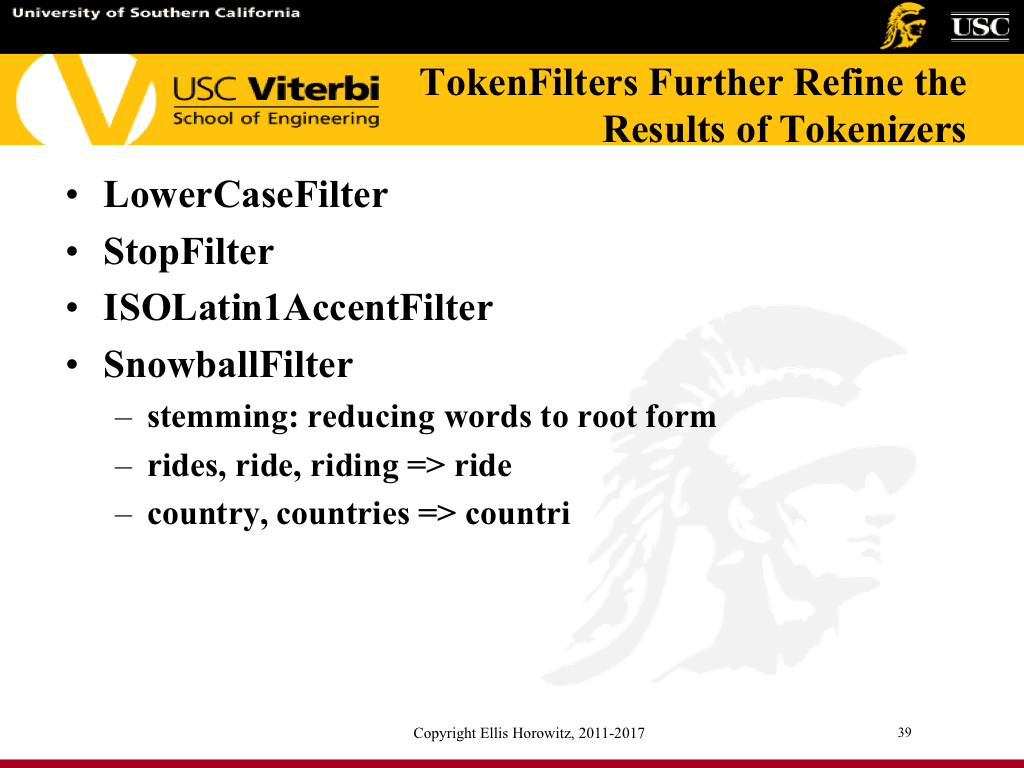 University of Southern California
USC
USC Viterbi
School of Engineering
TokenFilters Further Refine the
Results of Tokenizers
• LowerCaseFilter
• StopFilter
• ISOLatin1AccentFilter
• SnowballFilter
– stemming: reducing words to root form
– rides, ride, riding => ride
– country, countries => countri
Copyright Ellis Horowitz, 2011-2017
39